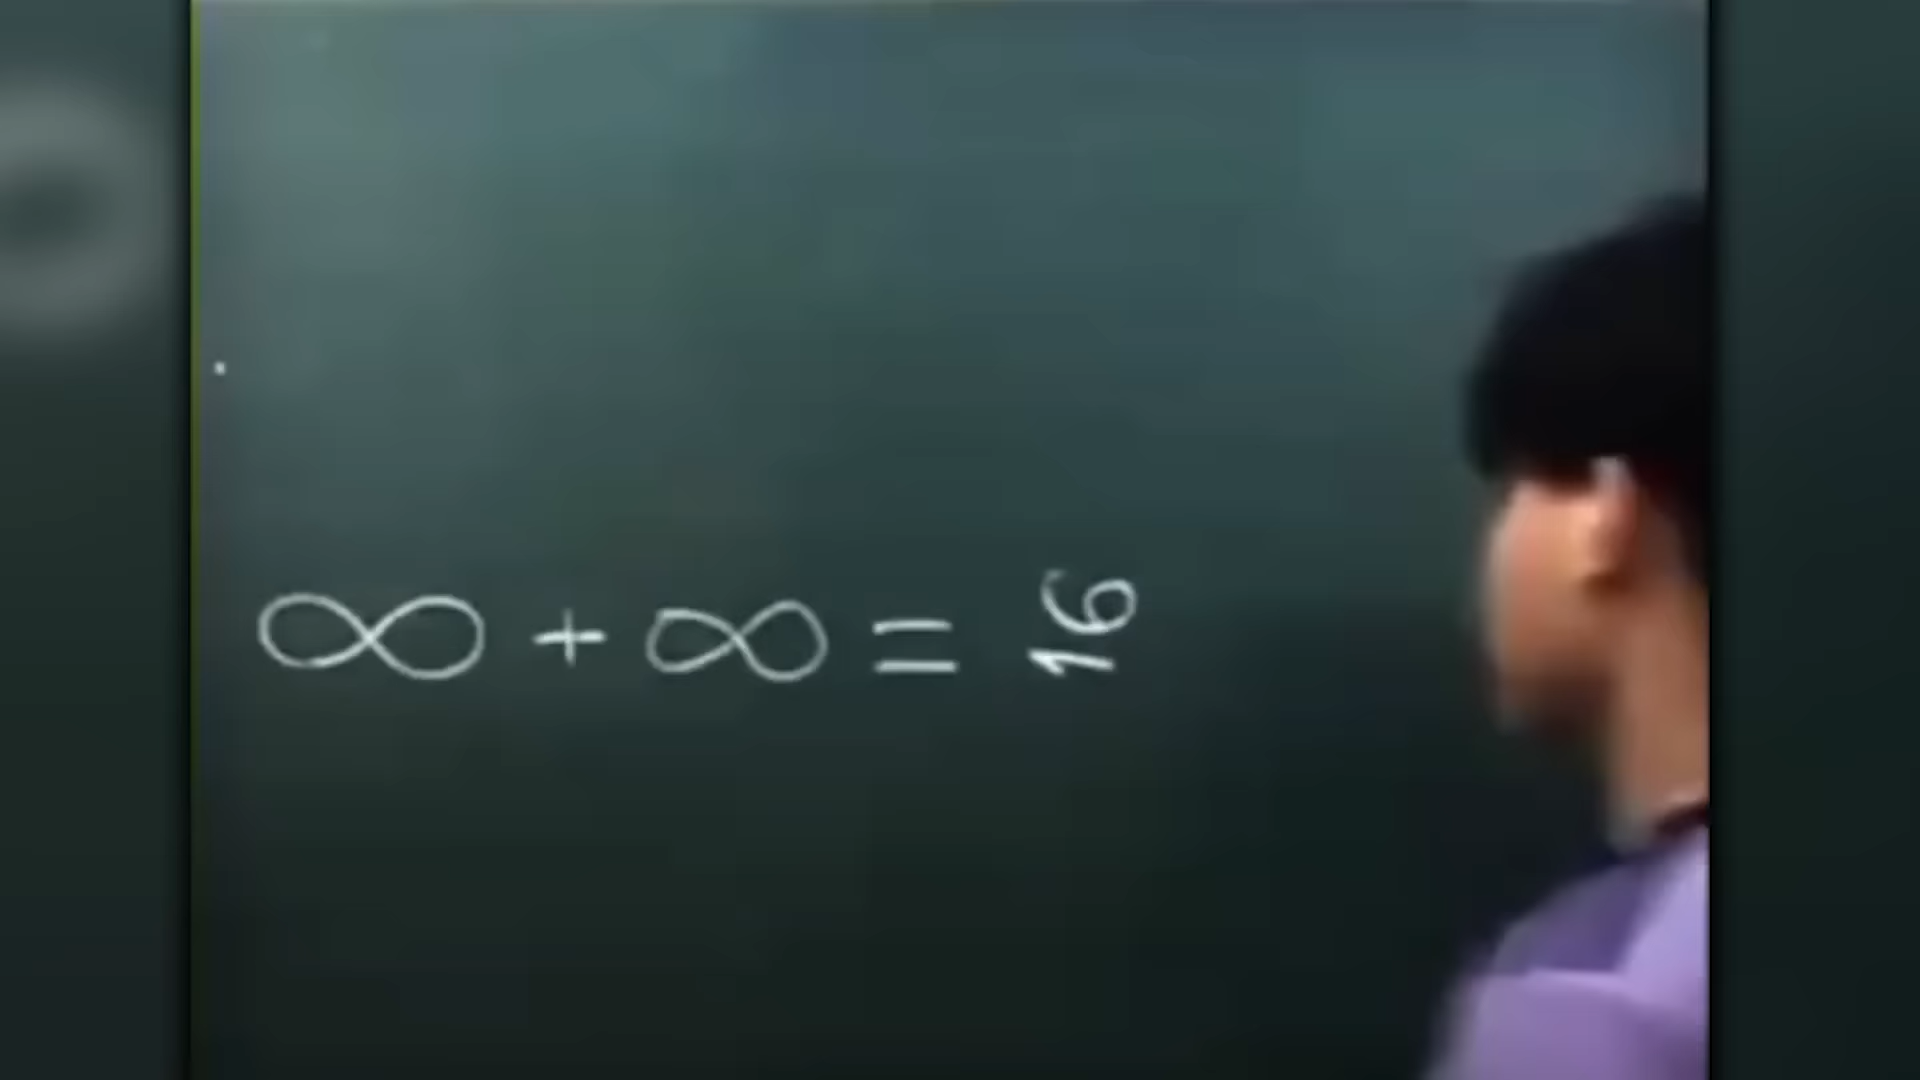 ∞ + ∞ = 16